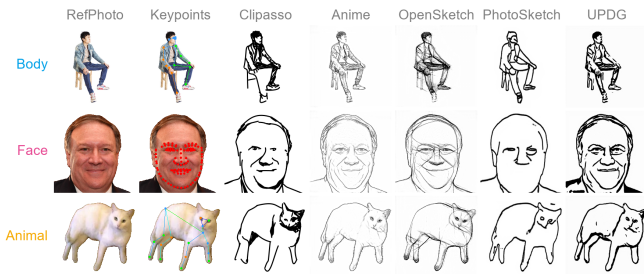 RefPhoto Keypoints Clipasso Anime OpenSketch PhotoSketch UPDG
Body
Face
Animal